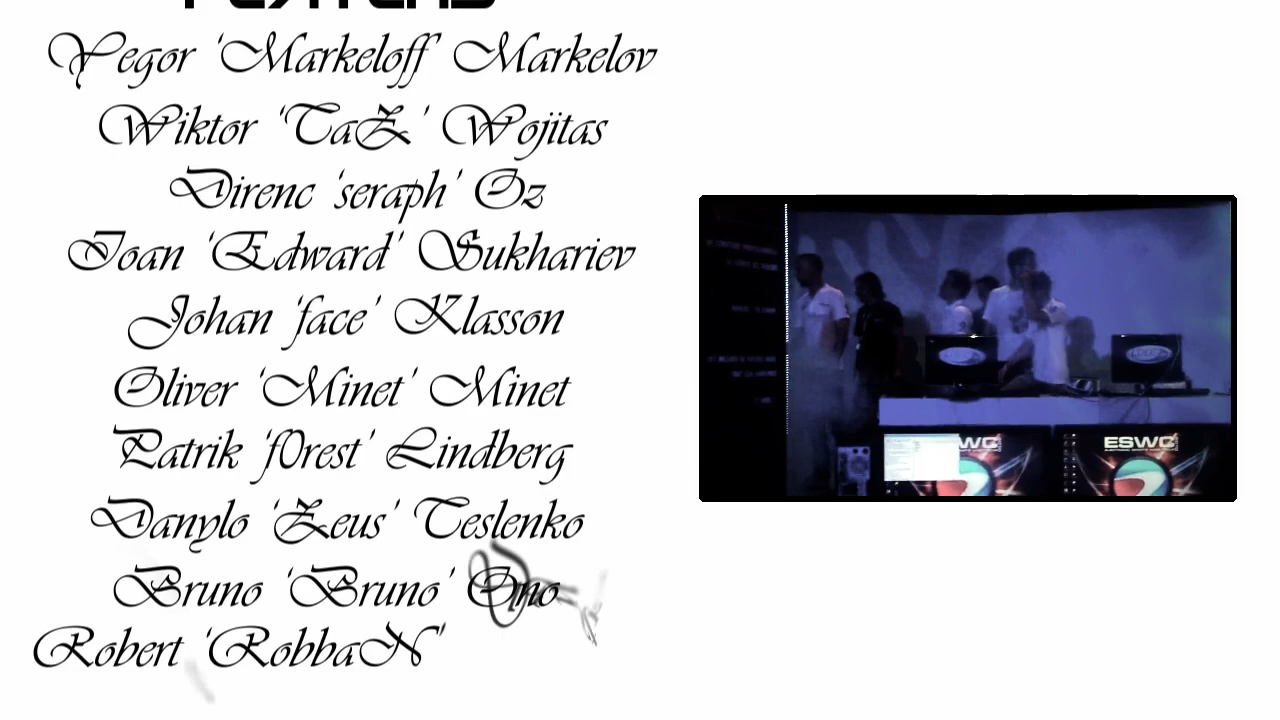 Yegor 'Markeloff' Markelov
Wiktor 'TaZ' Wojitas
Direnc 'seraph' Oz
Ioan 'Edward' Sukhariev
Johan 'face' Klasson
Oliver 'Minet' Minet
Patrik 'f0rest' Lindberg
Danylo 'Zeus' Teslenko
Bruno 'Bruno' Ono
Robert 'RobbaN'
ESWC
ESWC